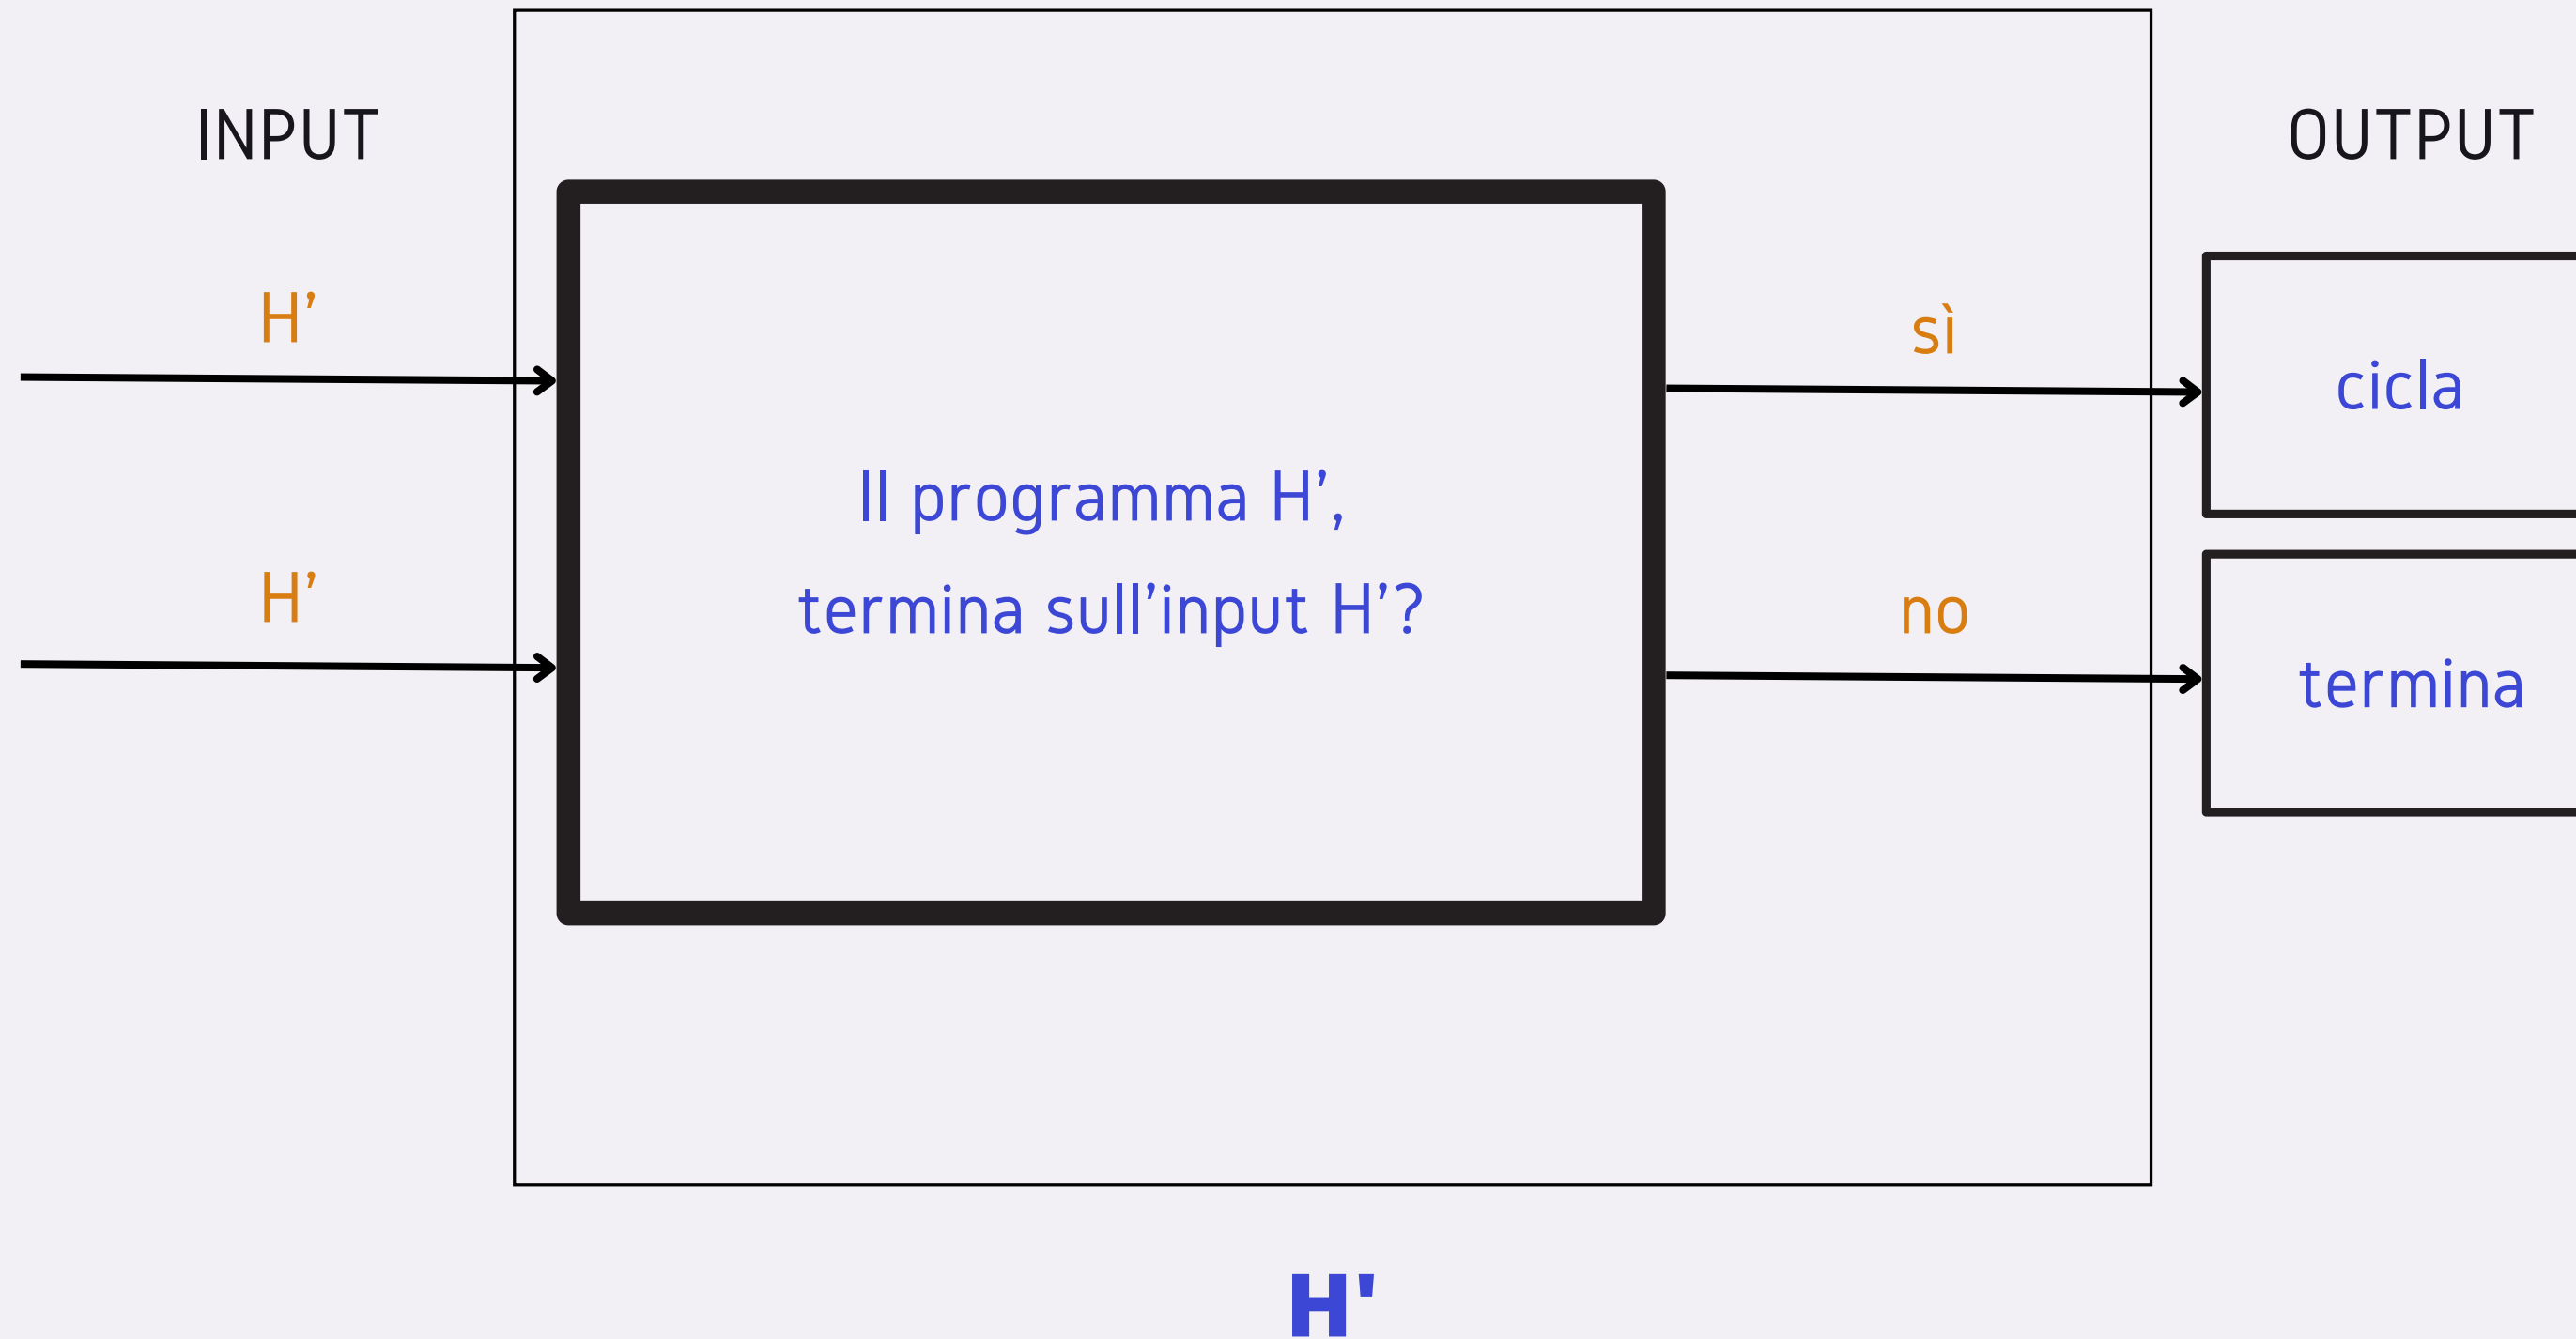 INPUT
OUTPUT
H’
sì
cicla
Il programma H’,
termina sull’input H’?
H’
no
termina
H'